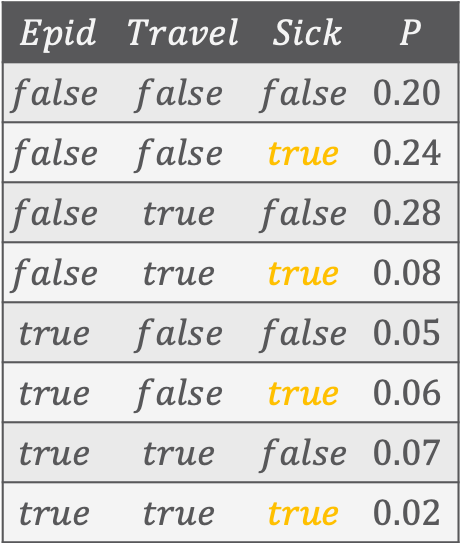 Epid Travel Sick P
false false false 0.20
false false true 0.24
false true false 0.28
false true true 0.08
true false false 0.05
true false true 0.06
true true false 0.07
true true true 0.02